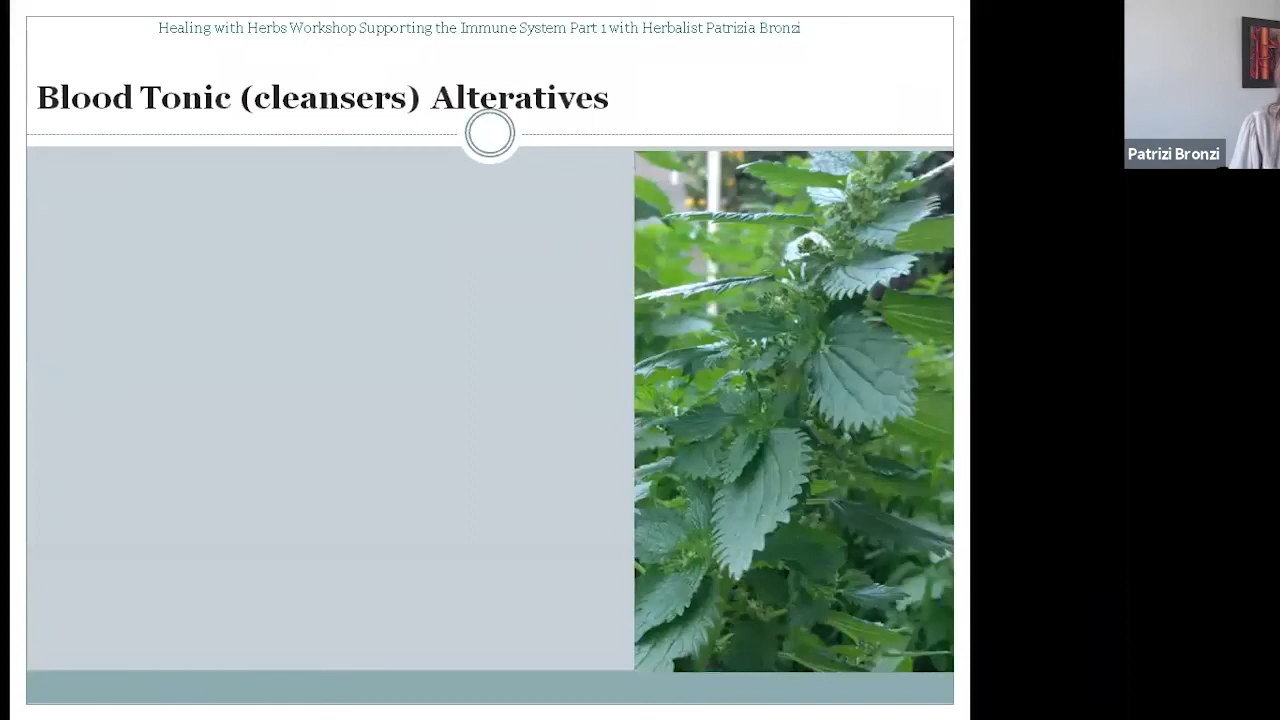 Healing with Herbs Workshop Supporting the Immune System Part 1 with Herbalist Patrizia Bronzi
Blood Tonic (cleansers) Alteratives
Patrizi Bronzi